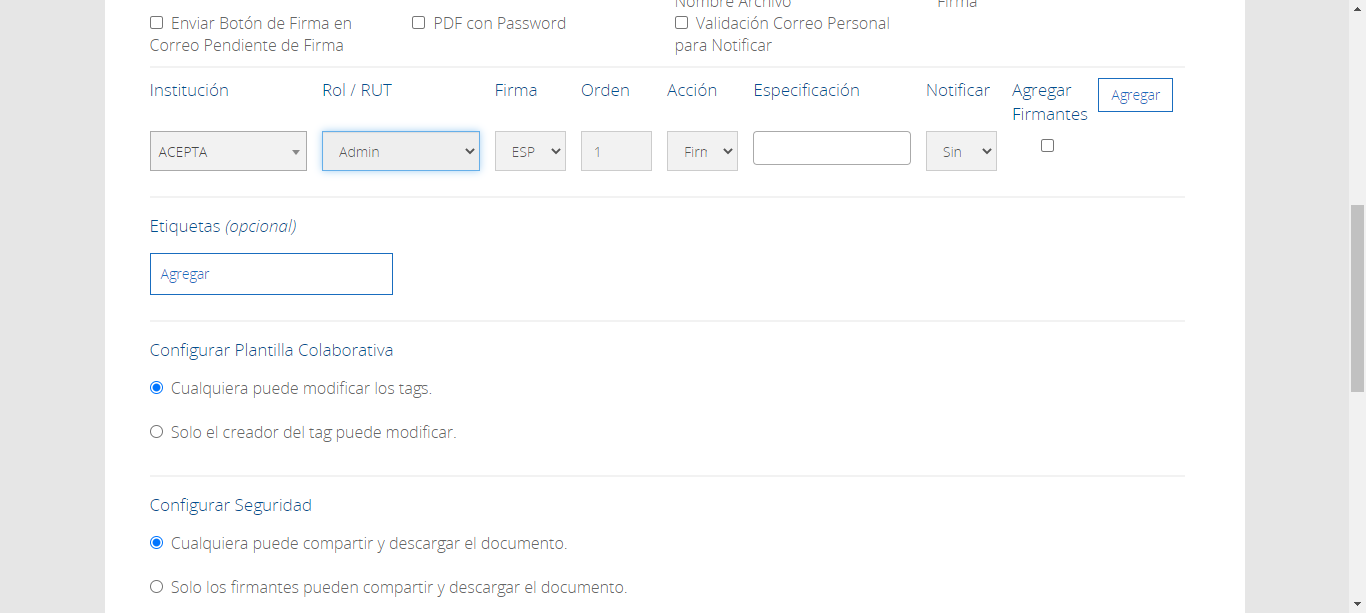 Nombre Archivo
Firma
Enviar Botón de Firma en
Correo Pendiente de Firma
PDF con Password
Validación Correo Personal
para Notificar
Institución
Rol / RUT
Firma
Orden
Acción
Especificación
Notificar
Agregar
Firmantes
Agregar
ACEPTA
Admin
ESP
1
Firn
Sin
Etiquetas (opcional)
Agregar
Configurar Plantilla Colaborativa
Cualquiera puede modificar los tags.
Solo el creador del tag puede modificar.
Configurar Seguridad
Cualquiera puede compartir y descargar el documento.
Solo los firmantes pueden compartir y descargar el documento.